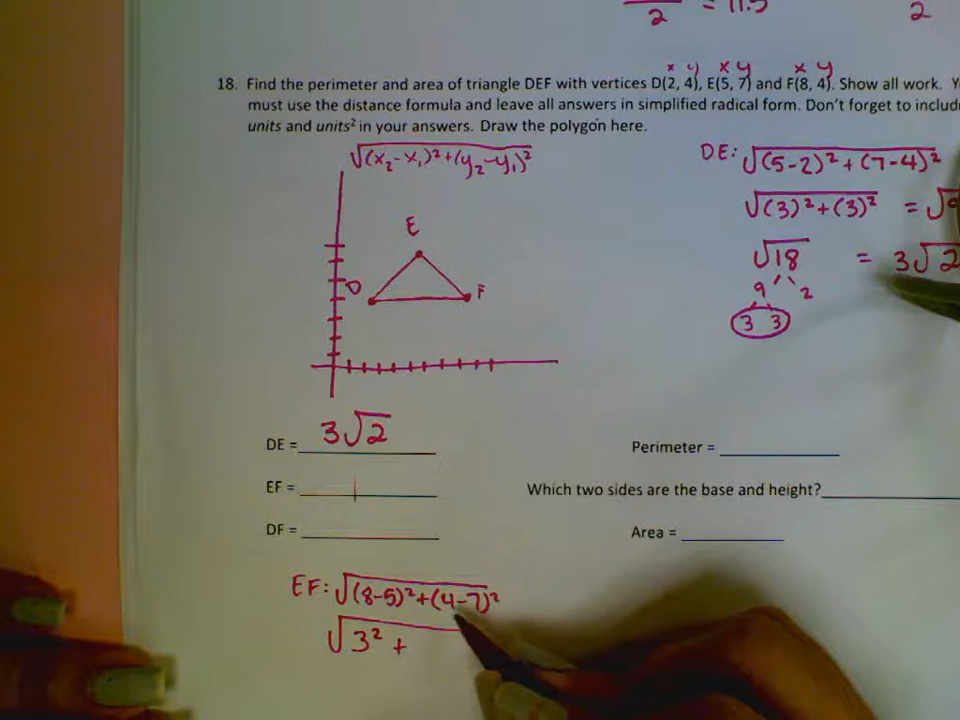 2 = 11.5
2
x y x y x y
18. Find the perimeter and area of triangle DEF with vertices D(2, 4), E(5, 7) and F(8, 4). Show all work.
must use the distance formula and leave all answers in simplified radical form. Don't forget to
units and units² in your answers. Draw the polygon here.
√(x₂-x₁)²+(y₂-y₁)²
DE: √(5-2)²+(7-4)²
√(3)²+(3)² = √
√18 = 3√2
9 2
3 3
E
D F
DE = 3√2
Perimeter =
EF =
Which two sides are the base and height?
DF =
Area =
EF: √(8-5)²+(4-7)²
√3² +